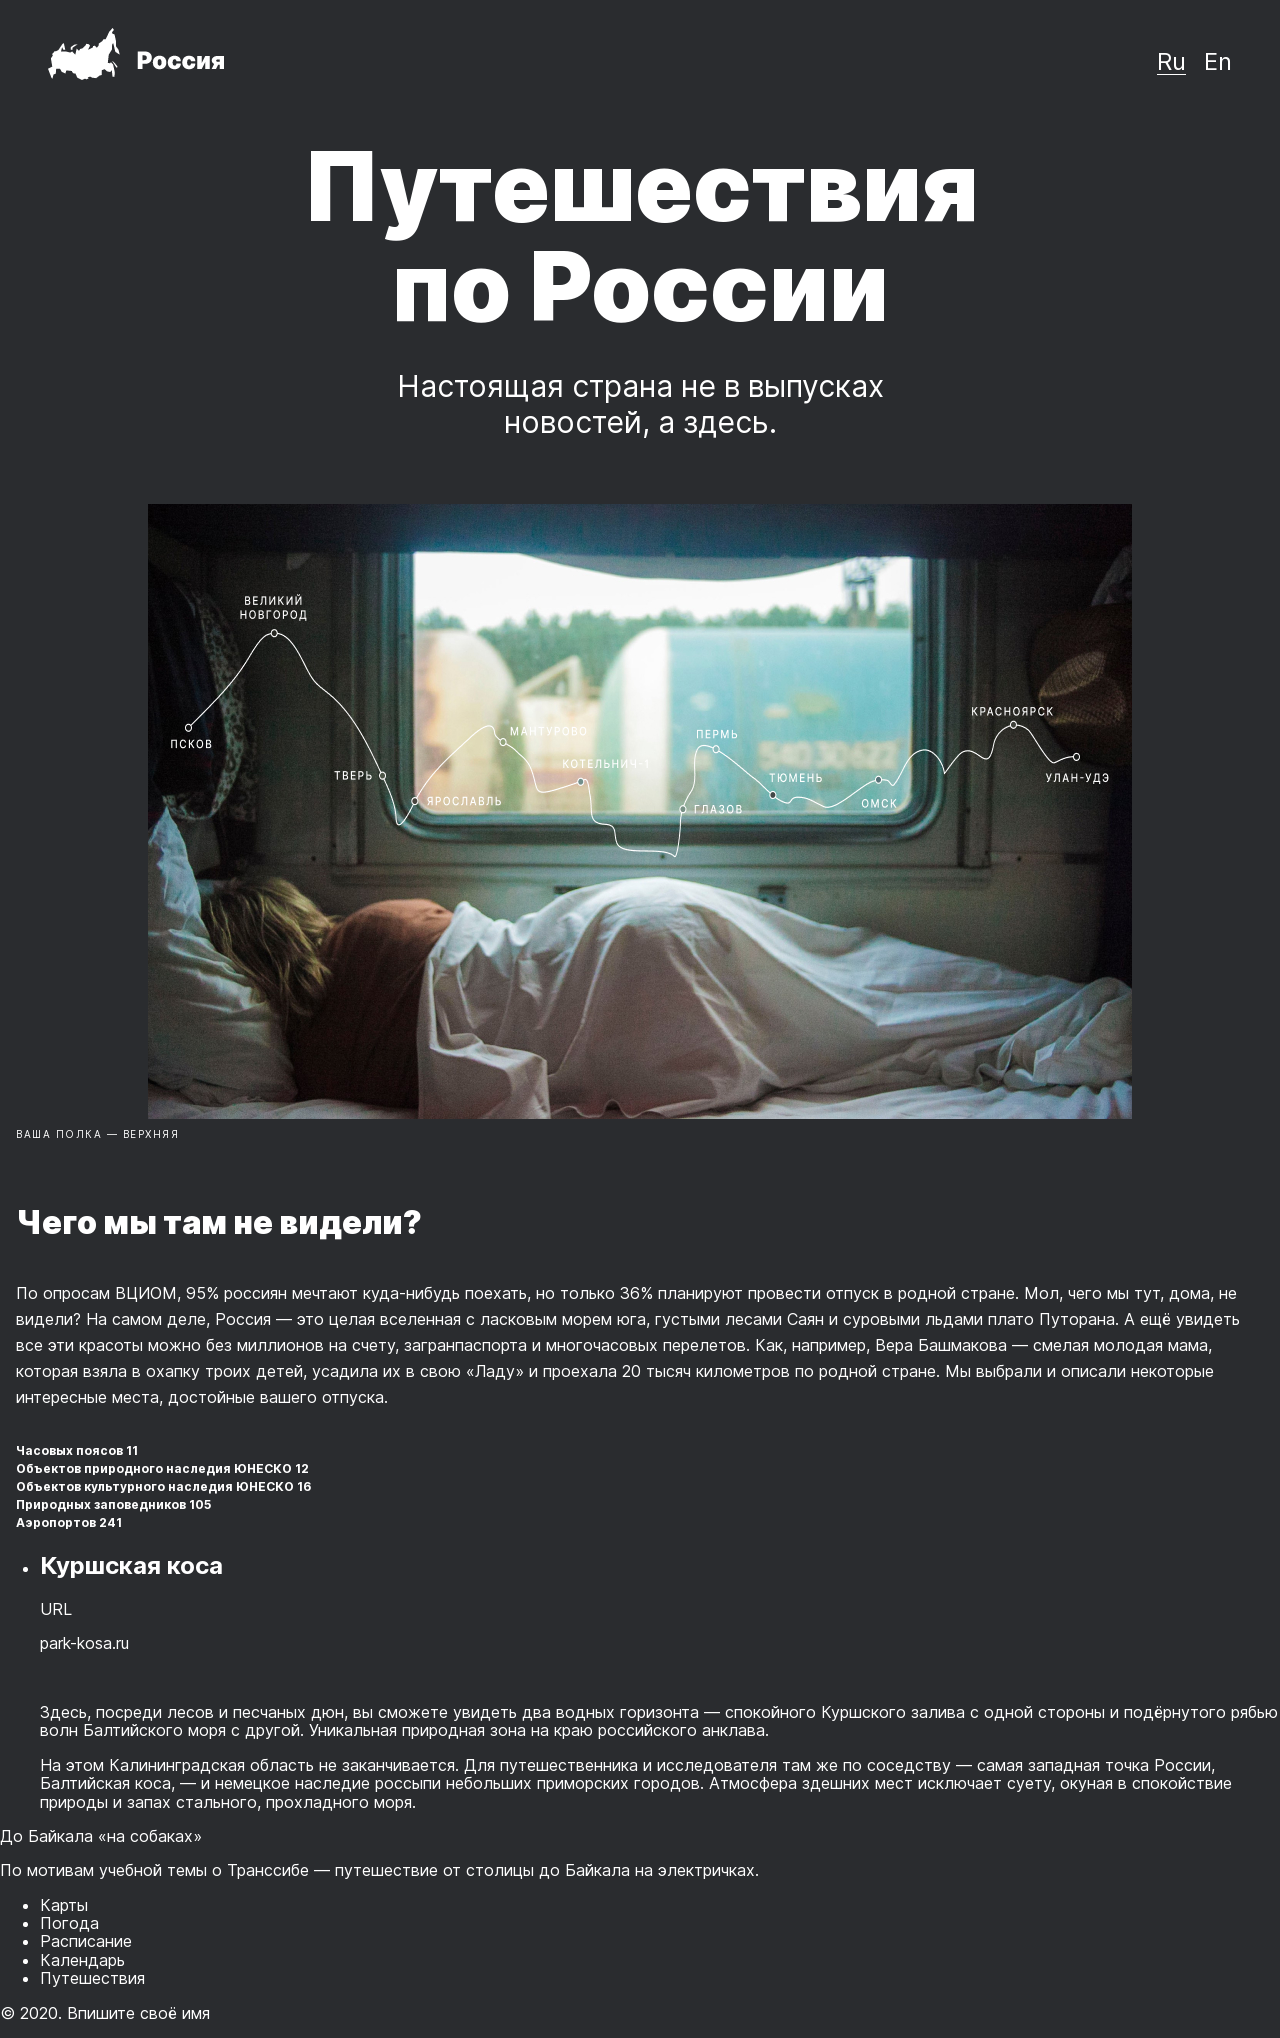 Россия
Ru En
Путешествия
по России
Настоящая страна не в выпусках
новостей, а здесь.
ВЕЛИКИЙ
НОВГОРОД
ПСКОВ
ТВЕРЬ
ЯРОСЛАВЛЬ
МАНТУРОВО
КОТЕЛЬНИЧ-1
ПЕРМЬ
ГЛАЗОВ
ТЮМЕНЬ
ОМСК
КРАСНОЯРСК
УЛАН-УДЭ
54030622
ВАША ПОЛКА — ВЕРХНЯЯ
Чего мы там не видели?
По опросам ВЦИОМ, 95% россиян мечтают куда-нибудь поехать, но только 36% планируют провести отпуск в родной стране. Мол, чего мы тут, дома, не
видели? На самом деле, Россия — это целая вселенная с ласковым морем юга, густыми лесами Саян и суровыми льдами плато Путорана. А ещё увидеть
все эти красоты можно без миллионов на счету, загранпаспорта и многочасовых перелетов. Как, например, Вера Башмакова — смелая молодая мама,
которая взяла в охапку троих детей, усадила их в свою «Ладу» и проехала 20 тысяч километров по родной стране. Мы выбрали и описали некоторые
интересные места, достойные вашего отпуска.
Часовых поясов 11
Объектов природного наследия ЮНЕСКО 12
Объектов культурного наследия ЮНЕСКО 16
Природных заповедников 105
Аэропортов 241
• Куршская коса
URL
park-kosa.ru
Здесь, посреди лесов и песчаных дюн, вы сможете увидеть два водных горизонта — спокойного Куршского залива с одной стороны и подёрнутого рябью
волн Балтийского моря с другой. Уникальная природная зона на краю российского анклава.
На этом Калининградская область не заканчивается. Для путешественника и исследователя там же по соседству — самая западная точка России,
Балтийская коса, — и немецкое наследие россыпи небольших приморских городов. Атмосфера здешних мест исключает суету, окуная в спокойствие
природы и запах стального, прохладного моря.
До Байкала «на собаках»
По мотивам учебной темы о Транссибе — путешествие от столицы до Байкала на электричках.
• Карты
• Погода
• Расписание
• Календарь
• Путешествия
© 2020. Впишите своё имя